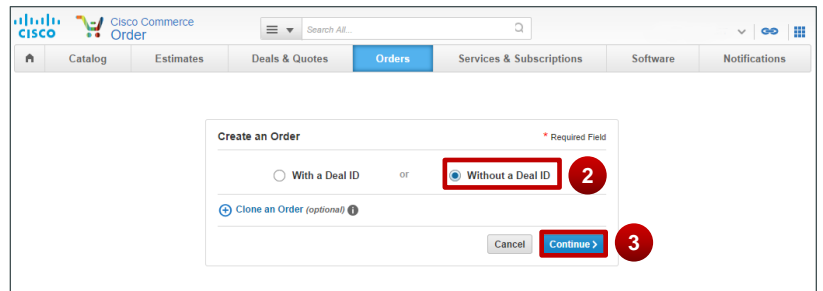 CISCO
Cisco Commerce
Order
Search All...
Catalog Estimates Deals & Quotes Orders Services & Subscriptions Software Notifications
Create an Order * Required Field
With a Deal ID or Without a Deal ID 2
Clone an Order (optional) i
Cancel Continue > 3